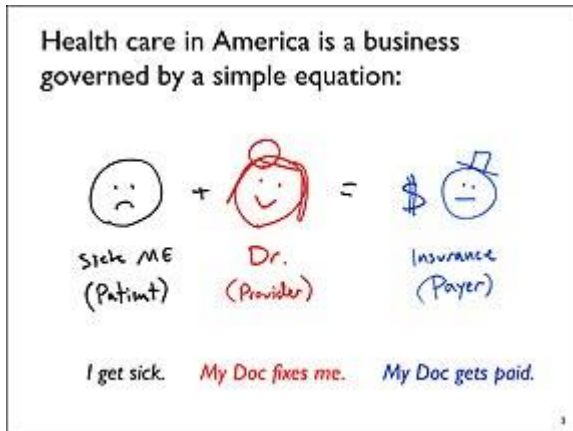 Health care in America is a business
governed by a simple equation:
+ = $
Sick ME Dr. Insurance
(Patient) (Provider) (Payer)
I get sick. My Doc fixes me. My Doc gets paid.
3